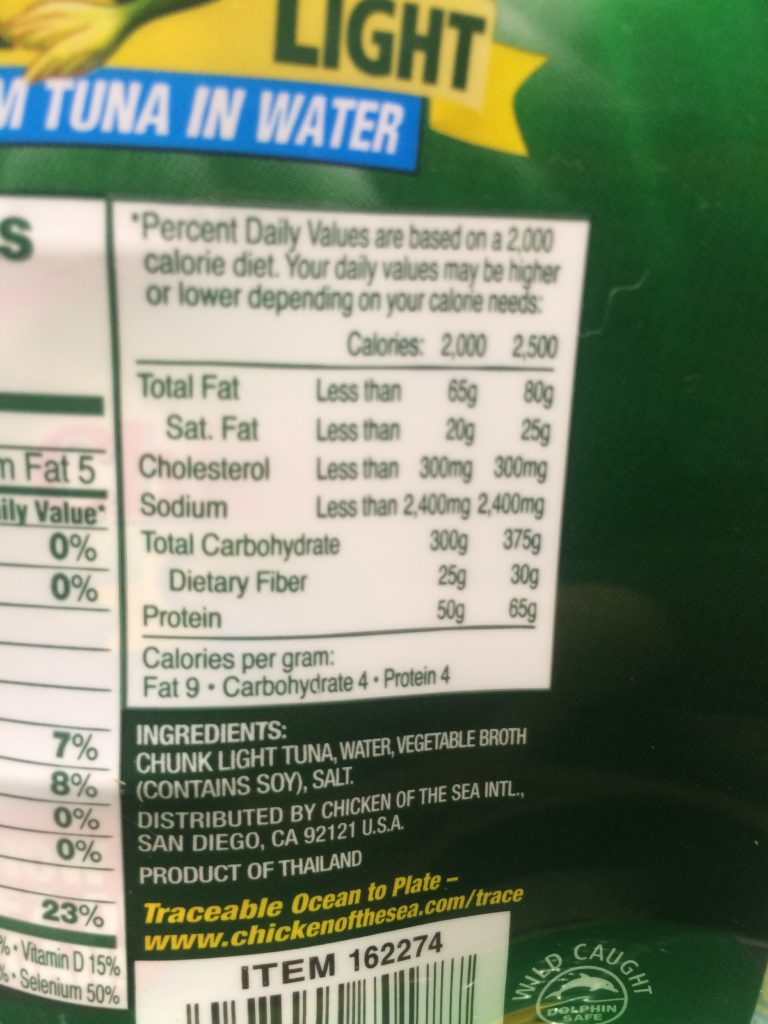 LIGHT
M TUNA IN WATER
S
m Fat 5
ily Value*
0%
0%
7%
8%
0%
0%
23%
%• Vitamin D 15%
%• Selenium 50%
*Percent Daily Values are based on a 2,000
calorie diet. Your daily values may be higher
or lower depending on your calorie needs:
Calories: 2,000 2,500
Total Fat Less than 65g 80g
Sat. Fat Less than 20g 25g
Cholesterol Less than 300mg 300mg
Sodium Less than 2,400mg 2,400mg
Total Carbohydrate 300g 375g
Dietary Fiber 25g 30g
Protein 50g 65g
Calories per gram:
Fat 9 • Carbohydrate 4 • Protein 4
INGREDIENTS:
CHUNK LIGHT TUNA, WATER, VEGETABLE BROTH
(CONTAINS SOY), SALT.
DISTRIBUTED BY CHICKEN OF THE SEA INTL.,
SAN DIEGO, CA 92121 U.S.A.
PRODUCT OF THAILAND
Traceable Ocean to Plate –
www.chickenofthesea.com/trace
ITEM 162274
WILD CAUGHT
DOLPHIN
SAFE